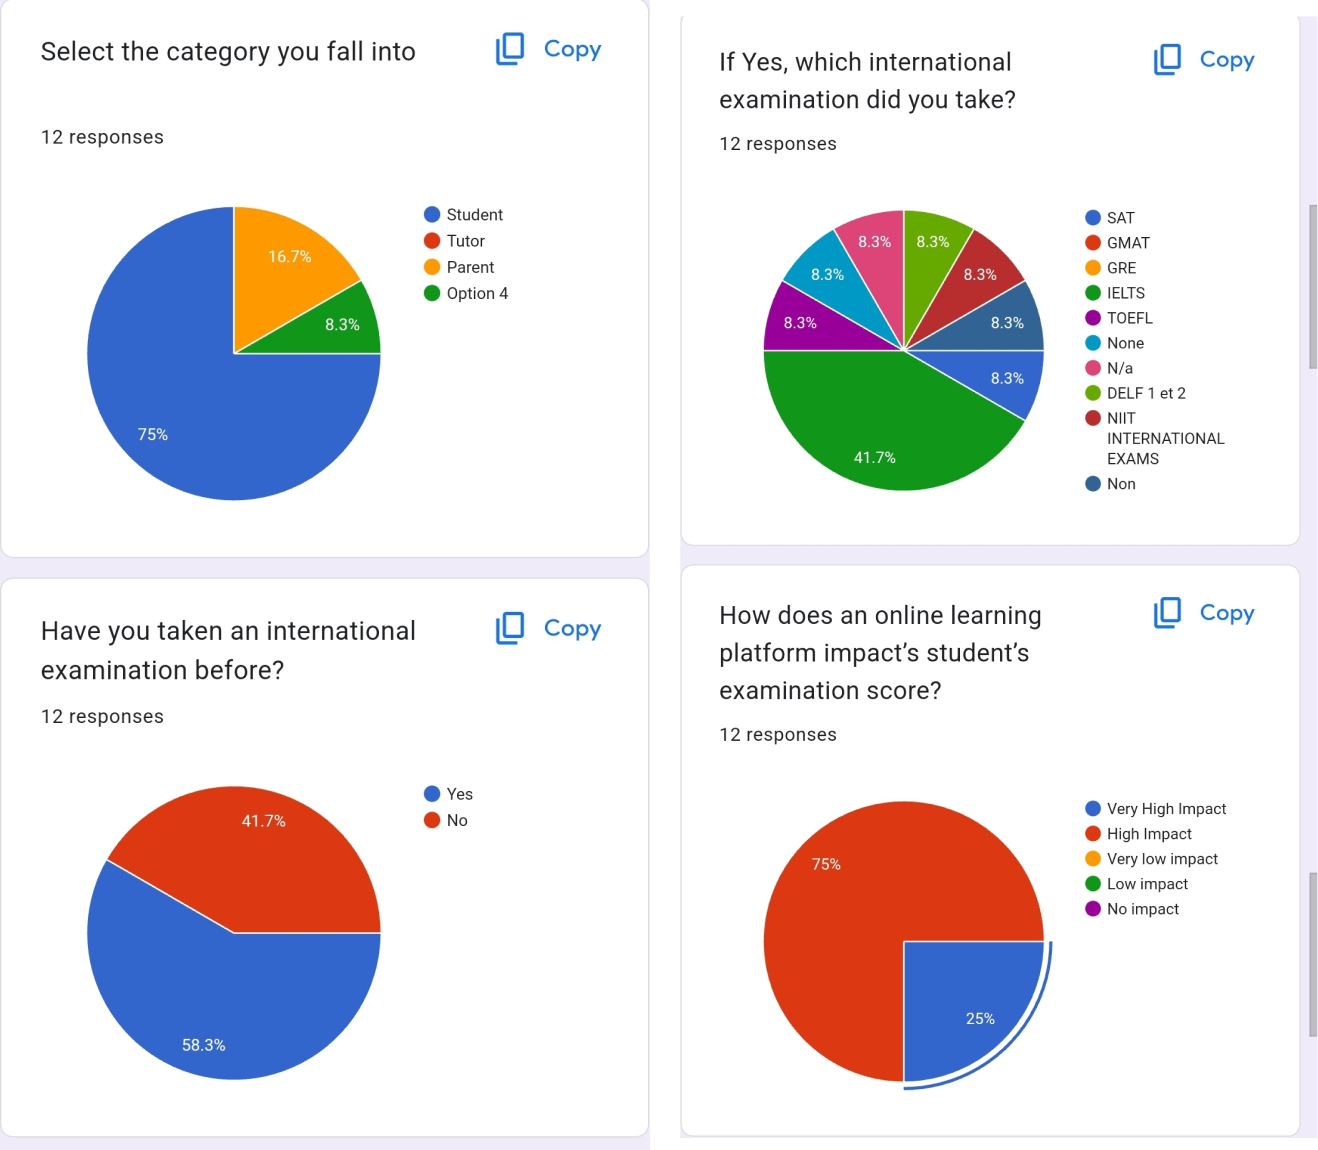 Select the category you fall into
Copy
12 responses
Student
Tutor
Parent
Option 4
16.7%
8.3%
75%
If Yes, which international
examination did you take?
Copy
12 responses
SAT
GMAT
GRE
IELTS
TOEFL
None
N/a
DELF 1 et 2
NIIT
INTERNATIONAL
EXAMS
Non
8.3%
8.3%
8.3%
8.3%
8.3%
8.3%
8.3%
41.7%
Have you taken an international
examination before?
Copy
12 responses
Yes
No
41.7%
58.3%
How does an online learning
platform impact’s student’s
examination score?
Copy
12 responses
Very High Impact
High Impact
Very low impact
Low impact
No impact
75%
25%